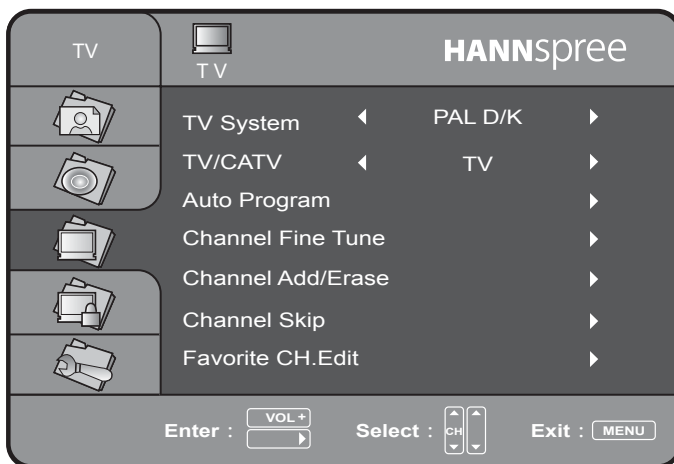 TV
TV
HANNspree
TV System PAL D/K
TV/CATV TV
Auto Program
Channel Fine Tune
Channel Add/Erase
Channel Skip
Favorite CH.Edit
Enter : VOL+ Select : CH Exit : MENU